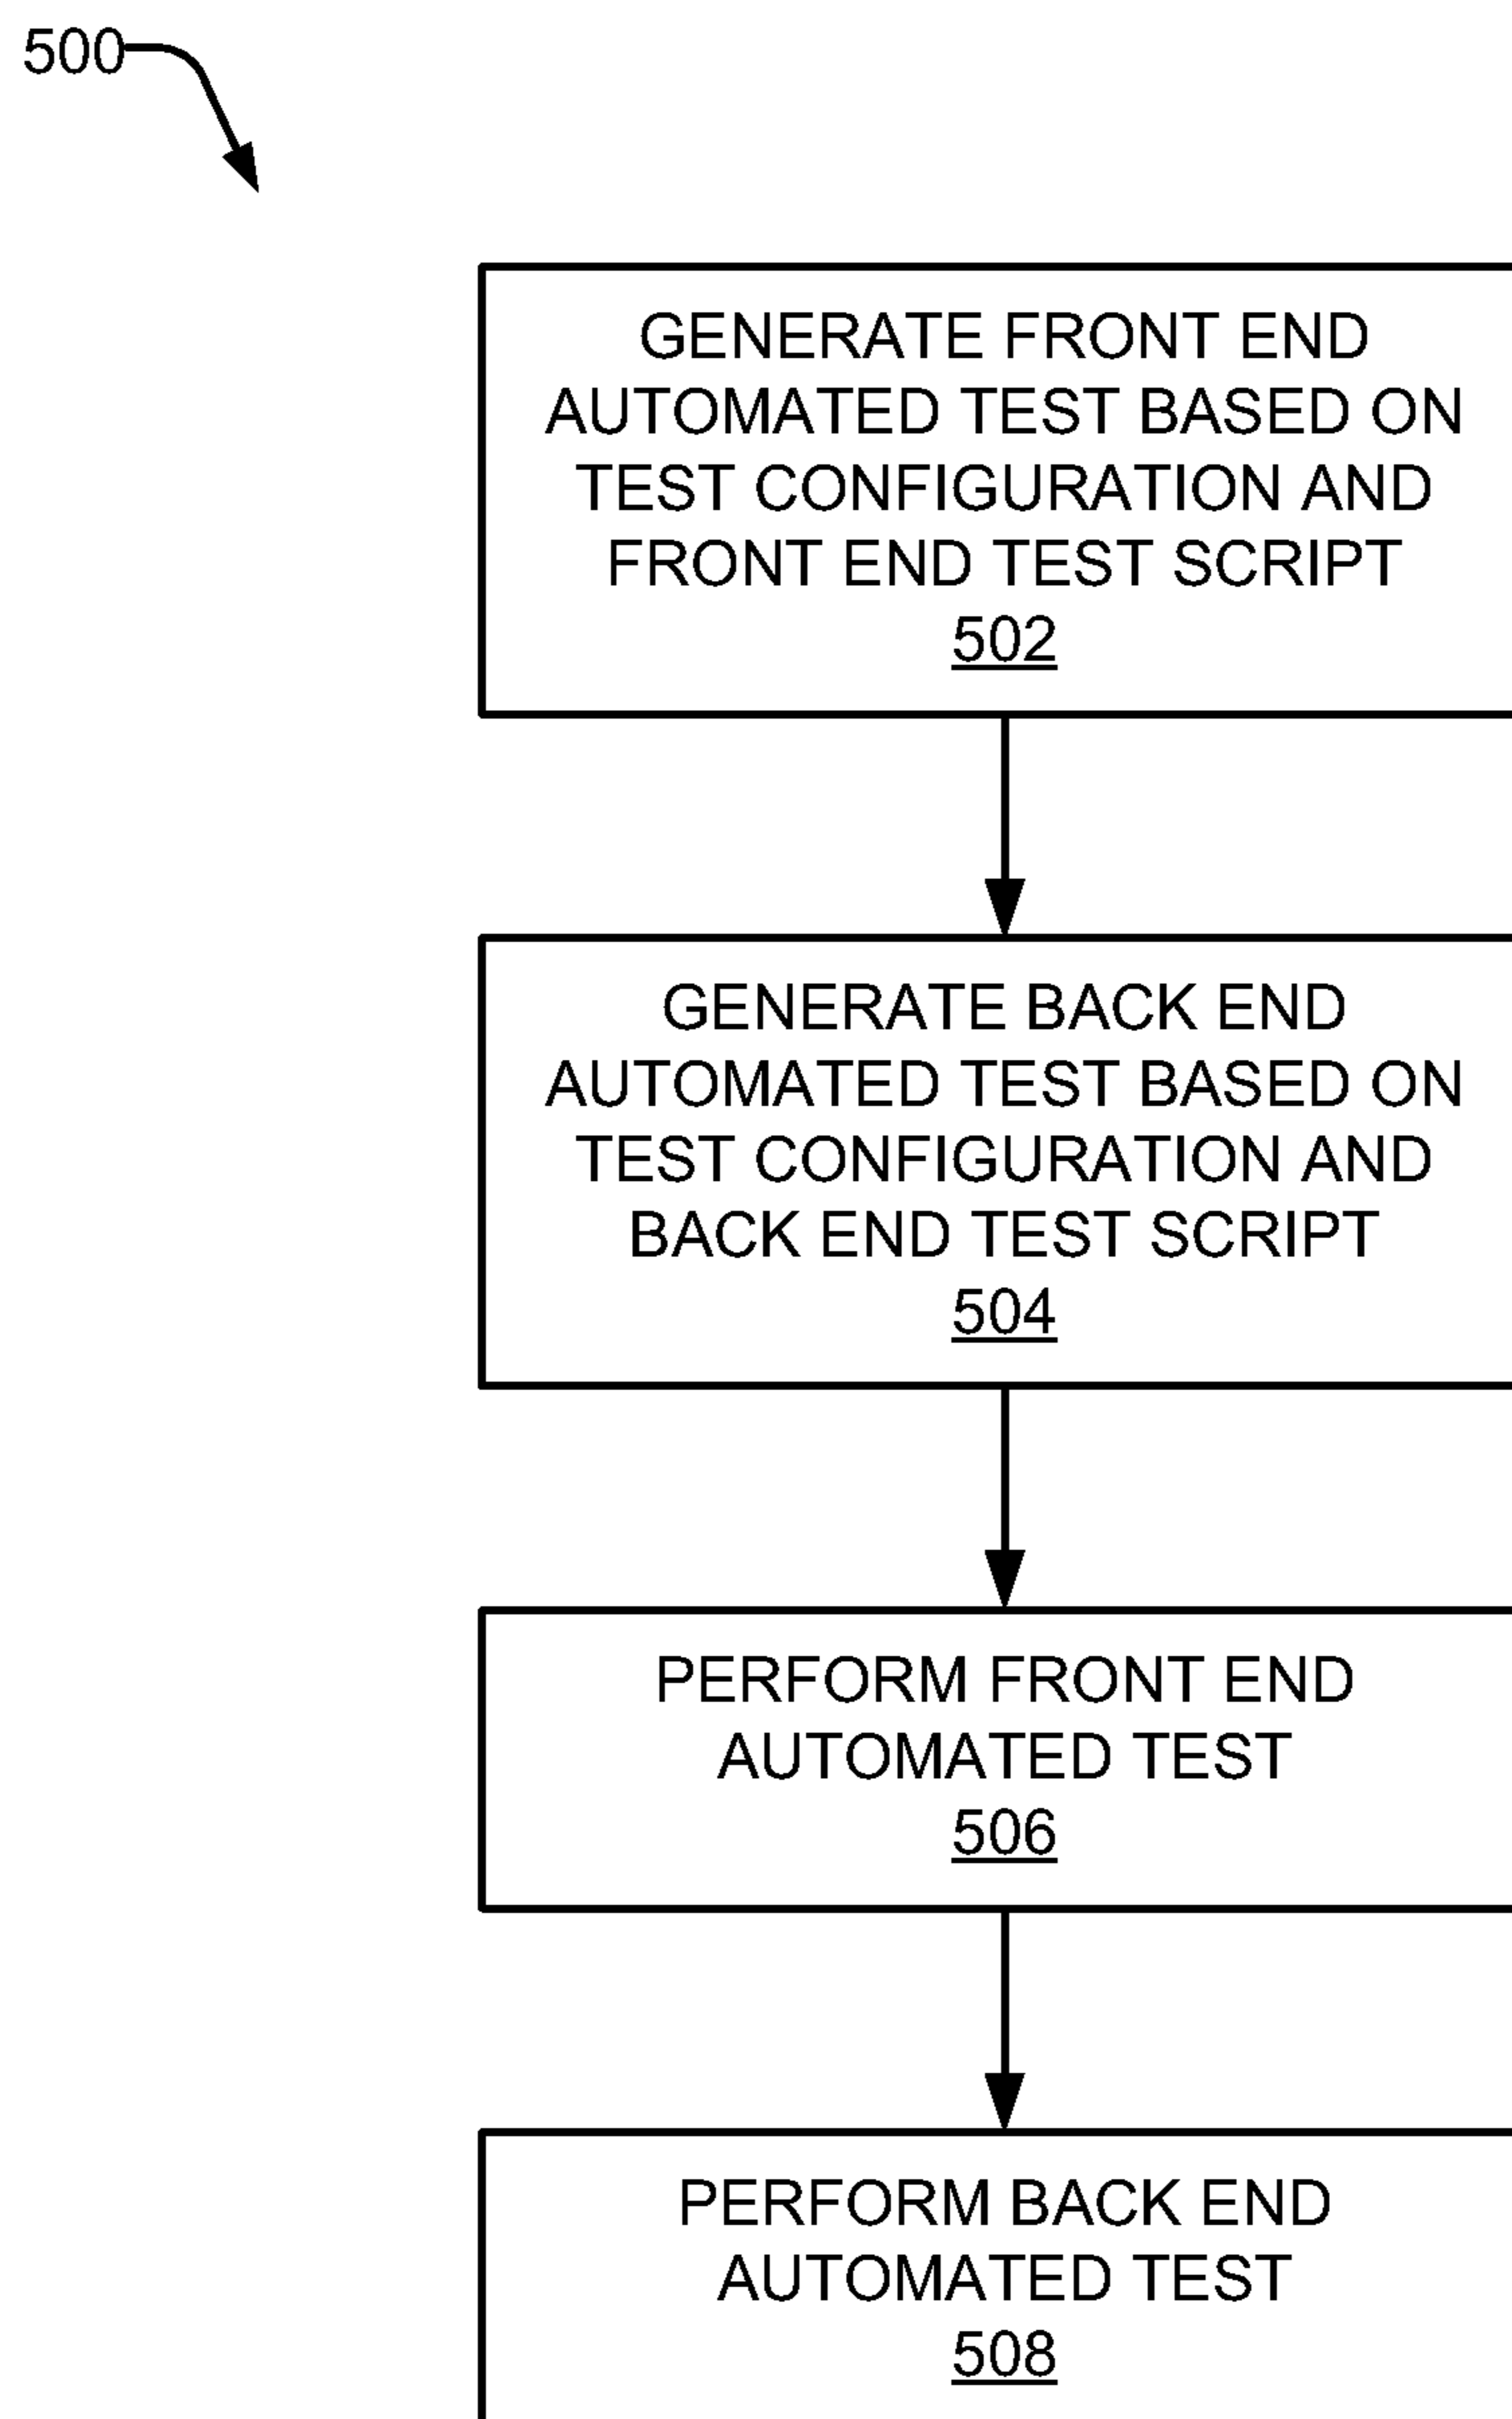 500
GENERATE FRONT END
AUTOMATED TEST BASED ON
TEST CONFIGURATION AND
FRONT END TEST SCRIPT
502
GENERATE BACK END
AUTOMATED TEST BASED ON
TEST CONFIGURATION AND
BACK END TEST SCRIPT
504
PERFORM FRONT END
AUTOMATED TEST
506
PERFORM BACK END
AUTOMATED TEST
508